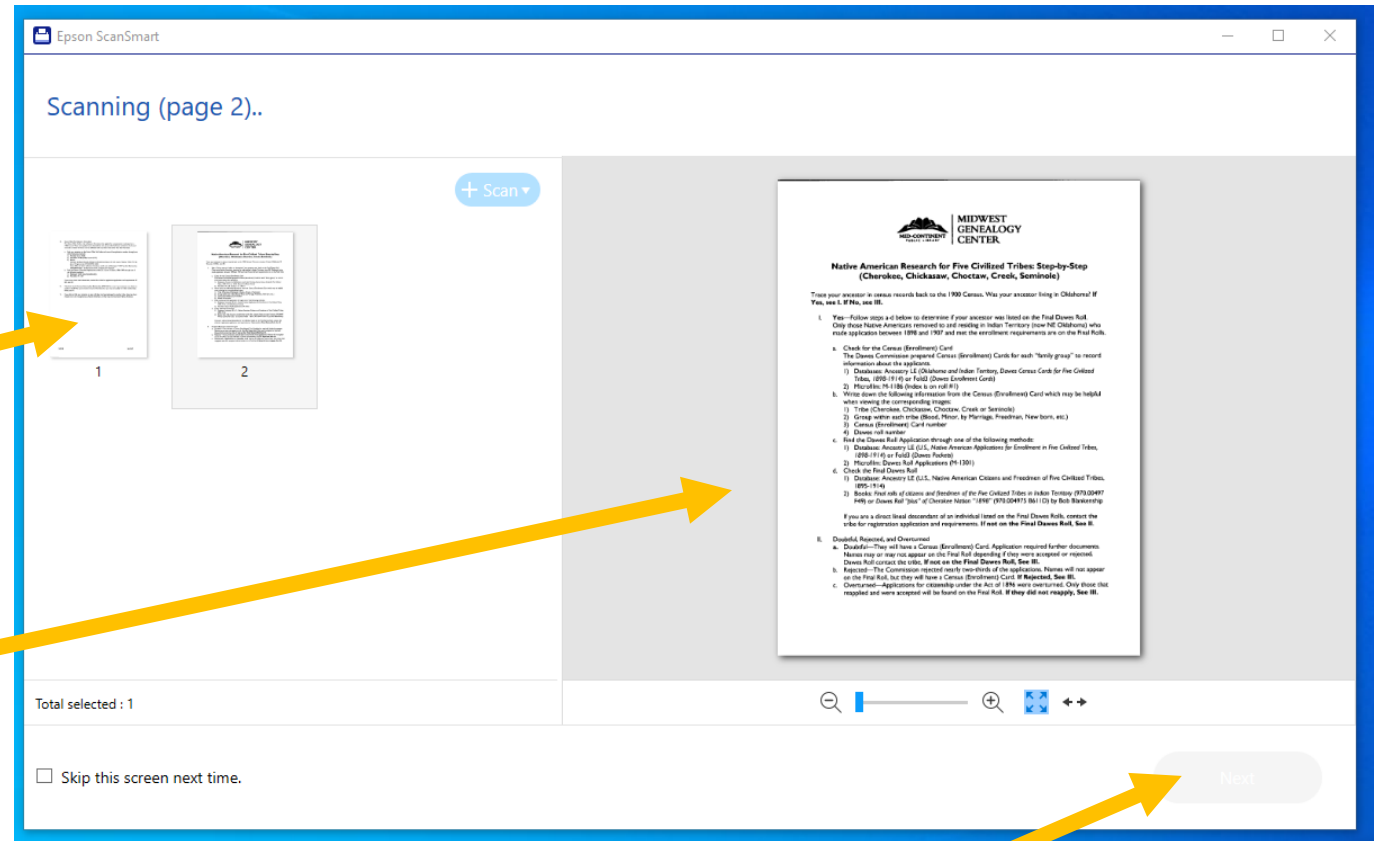 Epson ScanSmart
Scanning (page 2)..
+ Scan
1
2
Total selected : 1
Skip this screen next time.
Next
MIDWEST
GENEALOGY
CENTER
MID-CONTINENT
PUBLIC LIBRARY
Native American Research for Five Civilized Tribes: Step-by-Step
(Cherokee, Chickasaw, Choctaw, Creek, Seminole)
Trace your ancestor in census records back to the 1900 Census. Was your ancestor living in Oklahoma? If
Yes, see I. If No, see III.
I. Yes—Follow steps a-d below to determine if your ancestor was listed on the Final Dawes Roll.
Only those Native Americans removed to and residing in Indian Territory (now NE Oklahoma) who
made application between 1898 and 1907 and met the enrollment requirements are on the Final Rolls.
a. Check for the Census (Enrollment) Card
The Dawes Commission prepared Census (Enrollment) Cards for each "family group" to record
information about the applicants.
1) Databases: Ancestry LE (Oklahoma and Indian Territory, Dawes Census Cards for Five Civilized
Tribes, 1898-1914) or Fold3 (Dawes Enrollment Cards)
2) Microfilm: M-1186 (Index is on roll #1)
b. Write down the following information from the Census (Enrollment) Card which may be helpful
when viewing the corresponding images:
1) Tribe (Cherokee, Chickasaw, Choctaw, Creek or Seminole)
2) Group within each tribe (Blood, Minor, by Marriage, Freedman, New born, etc.)
3) Census (Enrollment) Card number
4) Dawes roll number
c. Find the Dawes Roll Application through one of the following methods:
1) Database: Ancestry LE (U.S., Native American Applications for Enrollment in Five Civilized Tribes,
1898-1914) or Fold3 (Dawes Packets)
2) Microfilm: Dawes Roll Applications (M-1301)
d. Check the Final Dawes Roll
1) Database: Ancestry LE (U.S., Native American Citizens and Freedmen of Five Civilized Tribes,
1895-1914)
2) Books: Final rolls of citizens and freedmen of the Five Civilized Tribes in Indian Territory (970.00497
F49) or Dawes Roll "plus" of Cherokee Nation "1898" (970.004975 B611D) by Bob Blankenship
If you are a direct lineal descendant of an individual listed on the Final Dawes Rolls, contact the
tribe for registration application and requirements. If not on the Final Dawes Roll, See II.
II. Doubtful, Rejected, and Overturned
a. Doubtful—They will have a Census (Enrollment) Card. Application required further documents.
Names may or may not appear on the Final Roll depending if they were accepted or rejected.
Dawes Roll contact the tribe, If not on the Final Dawes Roll, See III.
b. Rejected—The Commission rejected nearly two-thirds of the applications. Names will not appear
on the Final Roll, but they will have a Census (Enrollment) Card. If Rejected, See III.
c. Overturned—Applications for citizenship under the Act of 1896 were overturned. Only those that
reapplied and were accepted will be found on the Final Roll. If they did not reapply, See III.